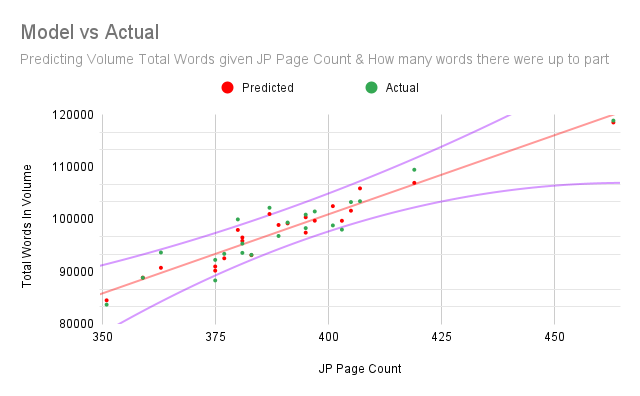 Model vs Actual
Predicting Volume Total Words given JP Page Count & How many words there were up to part
Predicted
Actual
120000
110000
100000
90000
80000
Total Words In Volume
350
375
400
425
450
JP Page Count